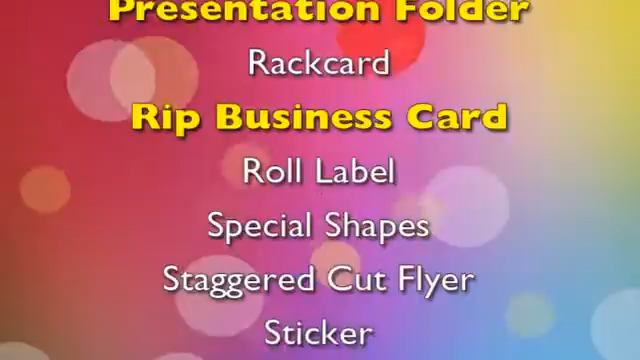 Presentation Folder
Rackcard
Rip Business Card
Roll Label
Special Shapes
Staggered Cut Flyer
Sticker